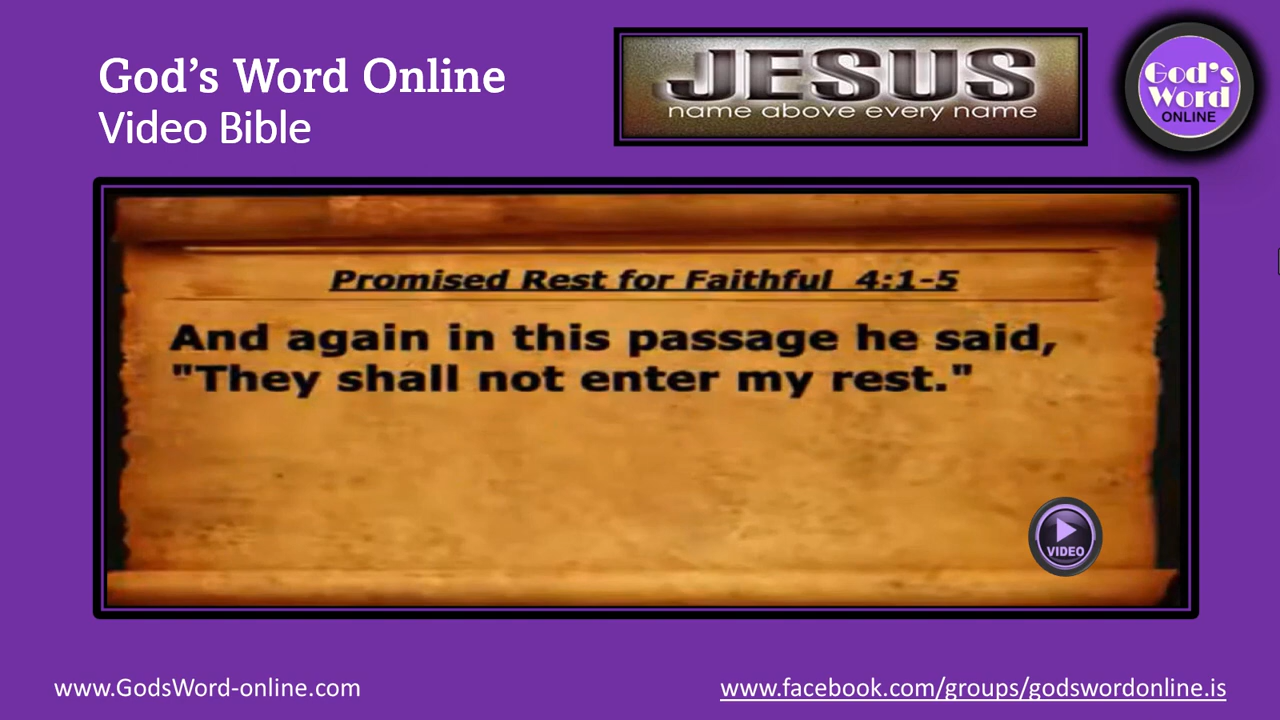 God's Word Online
Video Bible
JESUS
name above every name
God's
Word
ONLINE
Promised Rest for Faithful 4:1-5
And again in this passage he said,
"They shall not enter my rest."
VIDEO
www.GodsWord-online.com
www.facebook.com/groups/godswordonline.is